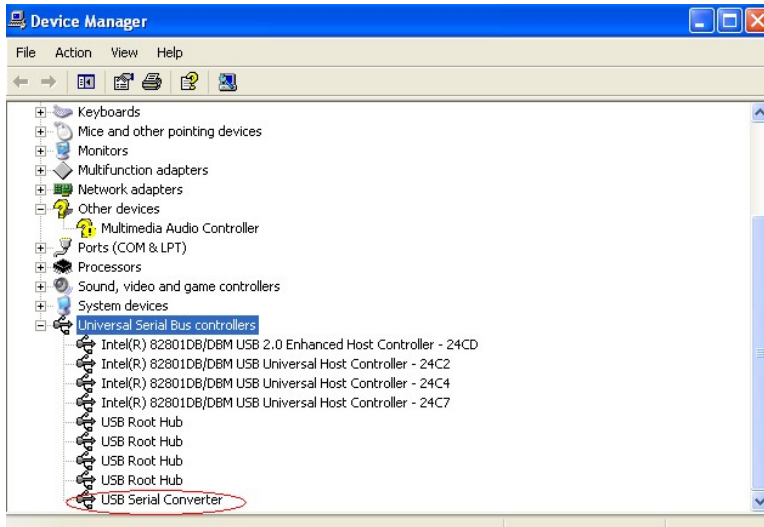 Device Manager
File Action View Help
Keyboards
Mice and other pointing devices
Monitors
Multifunction adapters
Network adapters
Other devices
Multimedia Audio Controller
Ports (COM & LPT)
Processors
Sound, video and game controllers
System devices
Universal Serial Bus controllers
Intel(R) 82801DB/DBM USB 2.0 Enhanced Host Controller - 24CD
Intel(R) 82801DB/DBM USB Universal Host Controller - 24C2
Intel(R) 82801DB/DBM USB Universal Host Controller - 24C4
Intel(R) 82801DB/DBM USB Universal Host Controller - 24C7
USB Root Hub
USB Root Hub
USB Root Hub
USB Root Hub
USB Serial Converter